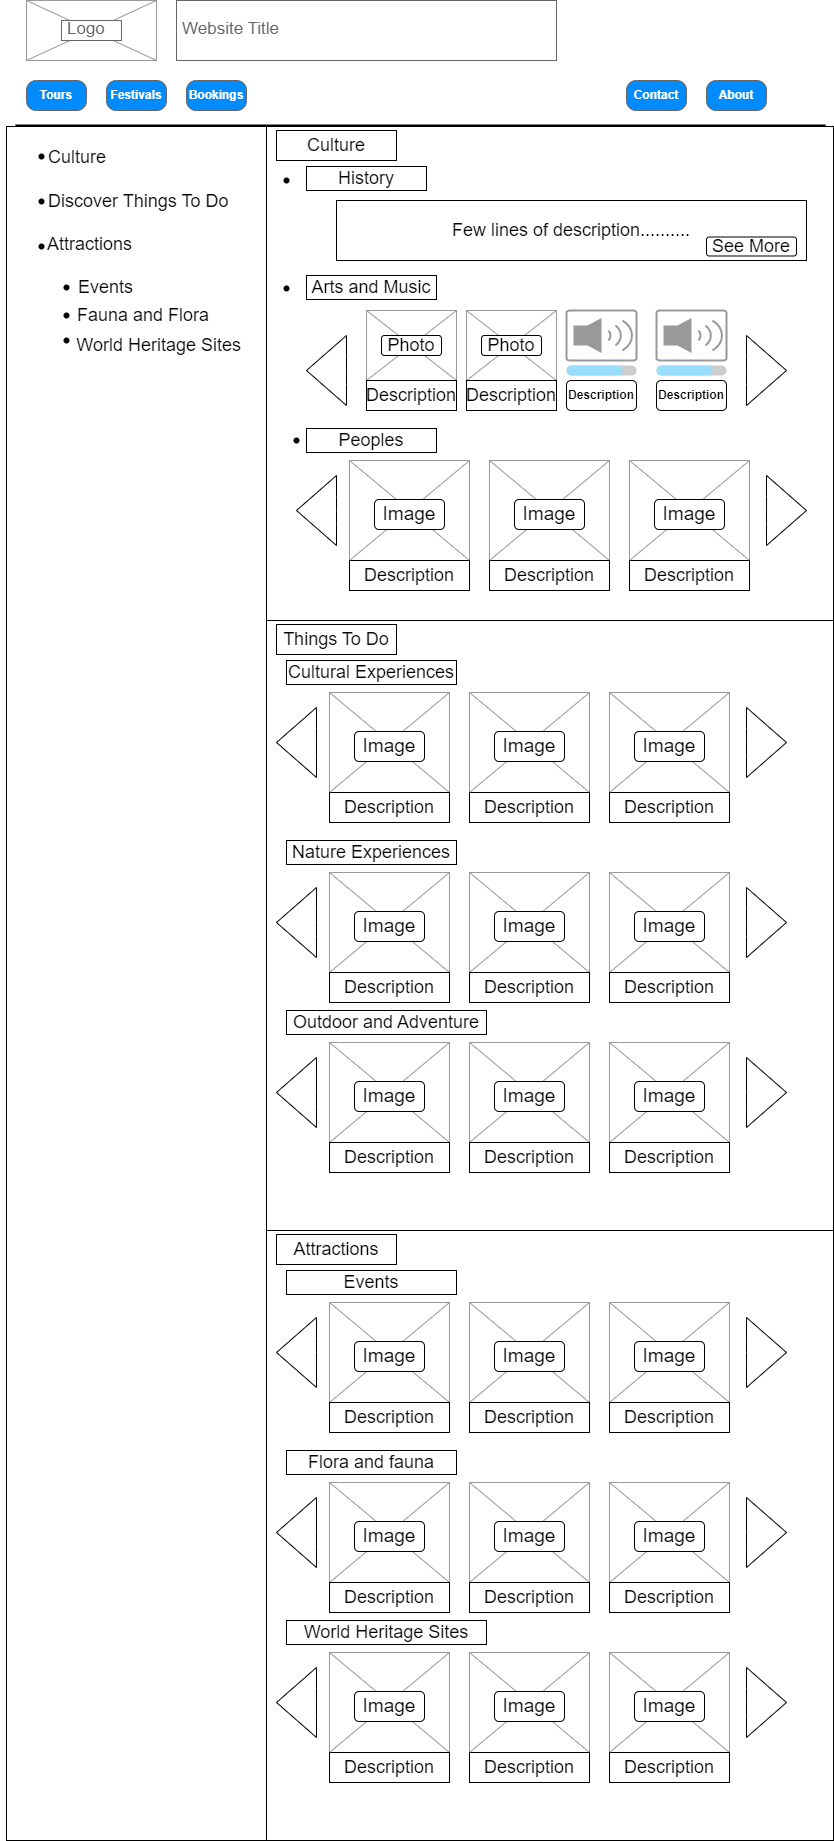 Logo
Website Title
Tours Festivals Bookings Contact About
Culture
Discover Things To Do
Attractions
Events
Fauna and Flora
World Heritage Sites
Culture
History
Few lines of description..........
See More
Arts and Music
Photo Photo
Description Description Description Description
Peoples
Image Image Image
Description Description Description
Things To Do
Cultural Experiences
Image Image Image
Description Description Description
Nature Experiences
Image Image Image
Description Description Description
Outdoor and Adventure
Image Image Image
Description Description Description
Attractions
Events
Image Image Image
Description Description Description
Flora and fauna
Image Image Image
Description Description Description
World Heritage Sites
Image Image Image
Description Description Description